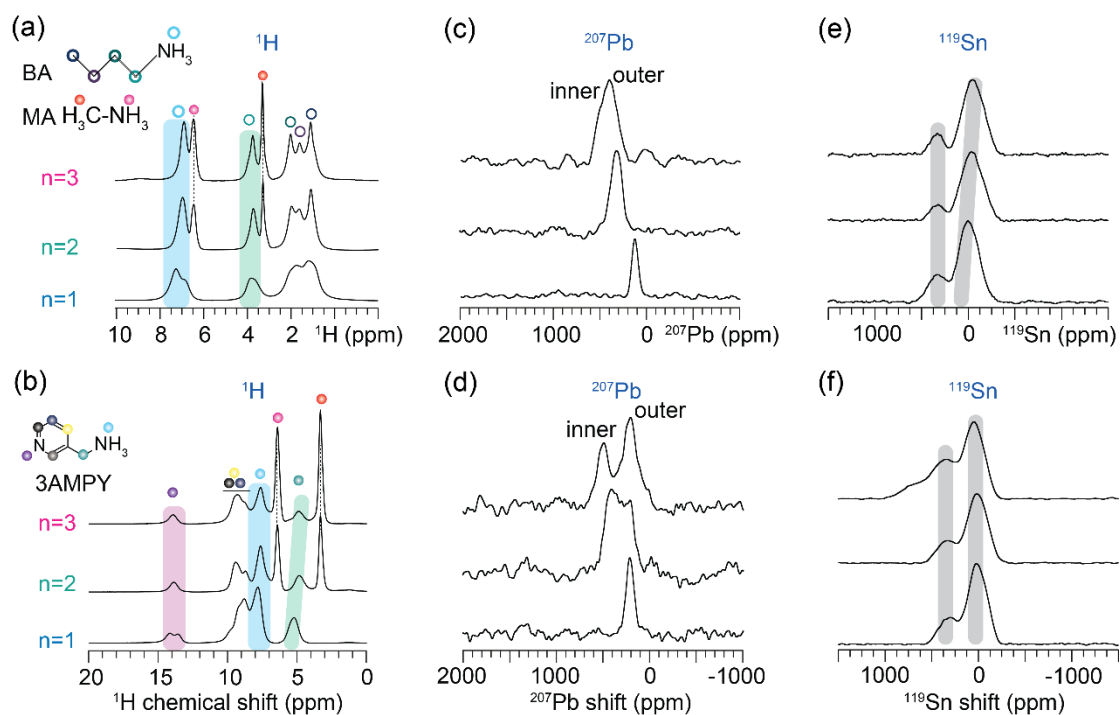 (a)
NH₃
BA
MA H₃C-NH₃
¹H
n=3
n=2
n=1
10 8 6 4 2
¹H (ppm)
(c)
²⁰⁷Pb
outer
inner
2000 1000 0
²⁰⁷Pb (ppm)
(e)
¹¹⁹Sn
1000 0
¹¹⁹Sn (ppm)
(b)
¹H
N
NH₃
3AMPY
n=3
n=2
n=1
20 15 10 5 0
¹H chemical shift (ppm)
(d)
²⁰⁷Pb
outer
inner
2000 1000 0 -1000
²⁰⁷Pb shift (ppm)
(f)
¹¹⁹Sn
1000 0 -1000
¹¹⁹Sn shift (ppm)